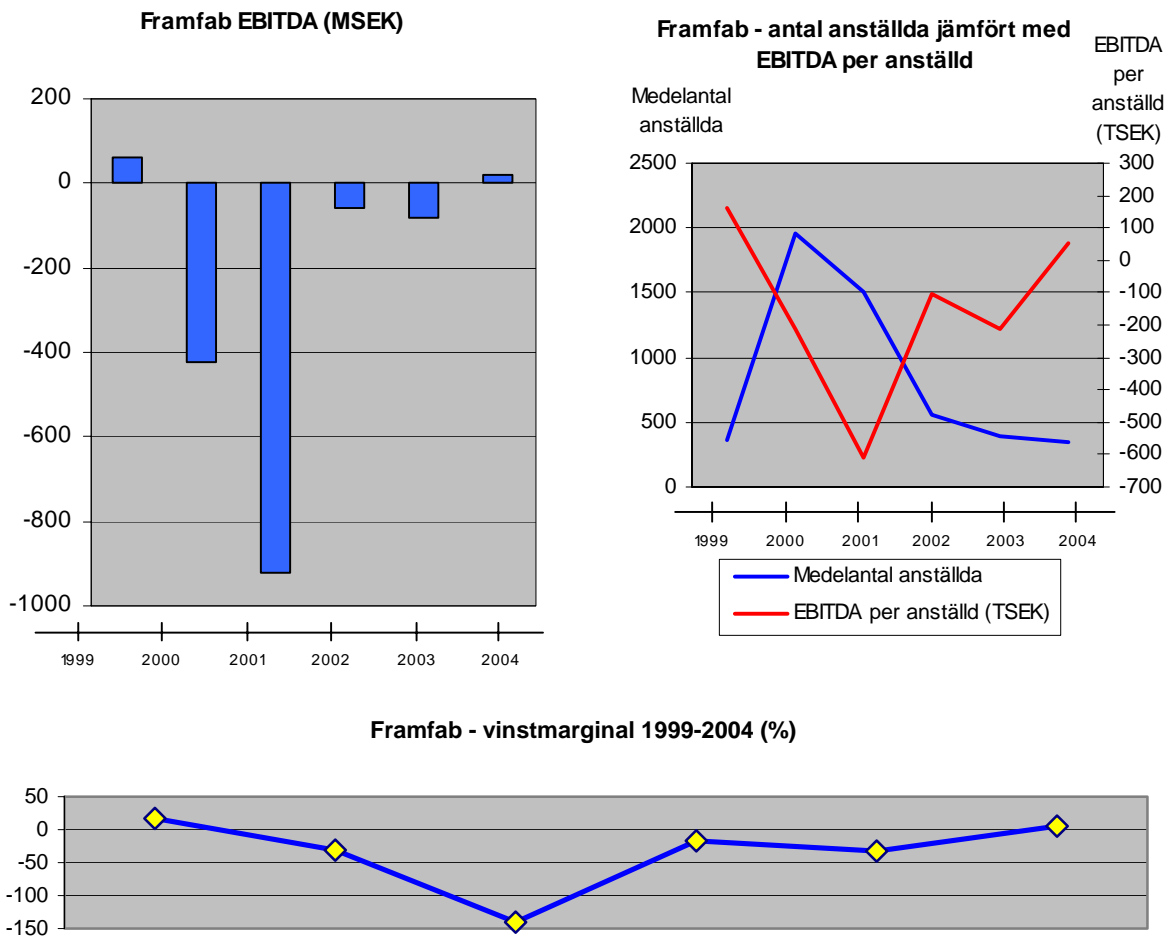 Framfab EBITDA (MSEK)
200
0
-200
-400
-600
-800
-1000
1999 2000 2001 2002 2003 2004
Framfab - antal anställda jämfört med
EBITDA per anställd
Medelantal
anställda
EBITDA
per
anställd
(TSEK)
2500
2000
1500
1000
500
0
300
200
100
0
-100
-200
-300
-400
-500
-600
-700
1999 2000 2001 2002 2003 2004
Medelantal anställda
EBITDA per anställd (TSEK)
Framfab - vinstmarginal 1999-2004 (%)
50
0
-50
-100
-150